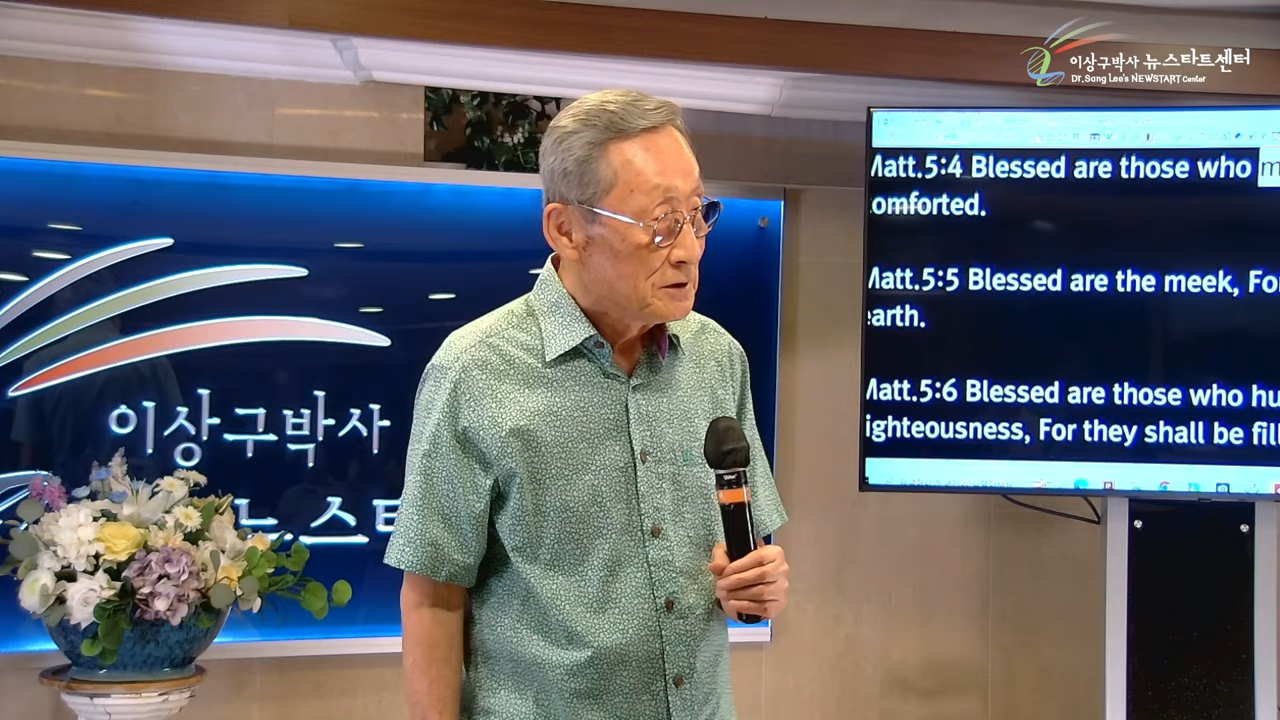 이상구박사 뉴스타트센터
Dr.Sang Lee's NEWSTART Center
Matt.5:4 Blessed are those who m
omforted.
Matt.5:5 Blessed are the meek, Fo
earth.
Matt.5:6 Blessed are those who hu
ighteousness, For they shall be fill
이상구박사
뉴스타